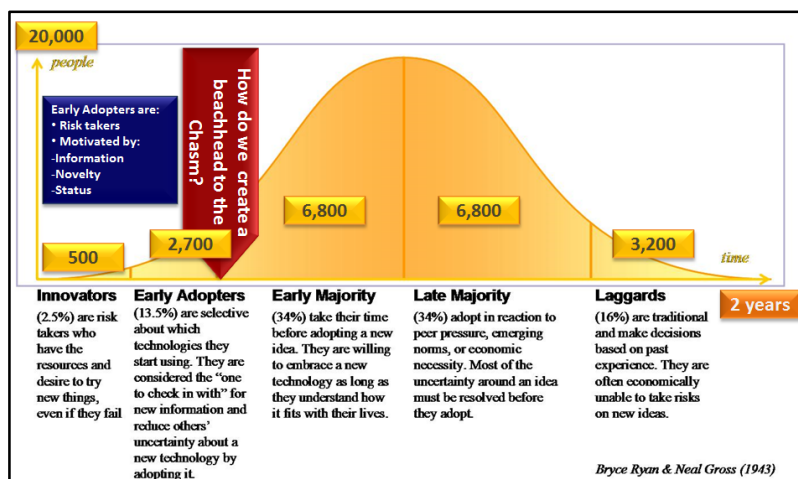 20,000
people
Early Adopters are:
• Risk takers
• Motivated by:
-Information
-Novelty
-Status
How do we create a
beachhead to the
Chasm?
500
2,700
6,800
6,800
3,200
time
2 years
Innovators
(2.5%) are risk
takers who
have the
resources and
desire to try
new things,
even if they fail
Early Adopters
(13.5%) are selective
about which
technologies they
start using. They are
considered the “one
to check in with” for
new information and
reduce others’
uncertainty about a
new technology by
adopting it.
Early Majority
(34%) take their time
before adopting a new
idea. They are willing
to embrace a new
technology as long as
they understand how
it fits with their lives.
Late Majority
(34%) adopt in reaction to
peer pressure, emerging
norms, or economic
necessity. Most of the
uncertainty around an idea
must be resolved before
they adopt.
Laggards
(16%) are traditional
and make decisions
based on past
experience. They are
often economically
unable to take risks
on new ideas.
Bryce Ryan & Neal Gross (1943)